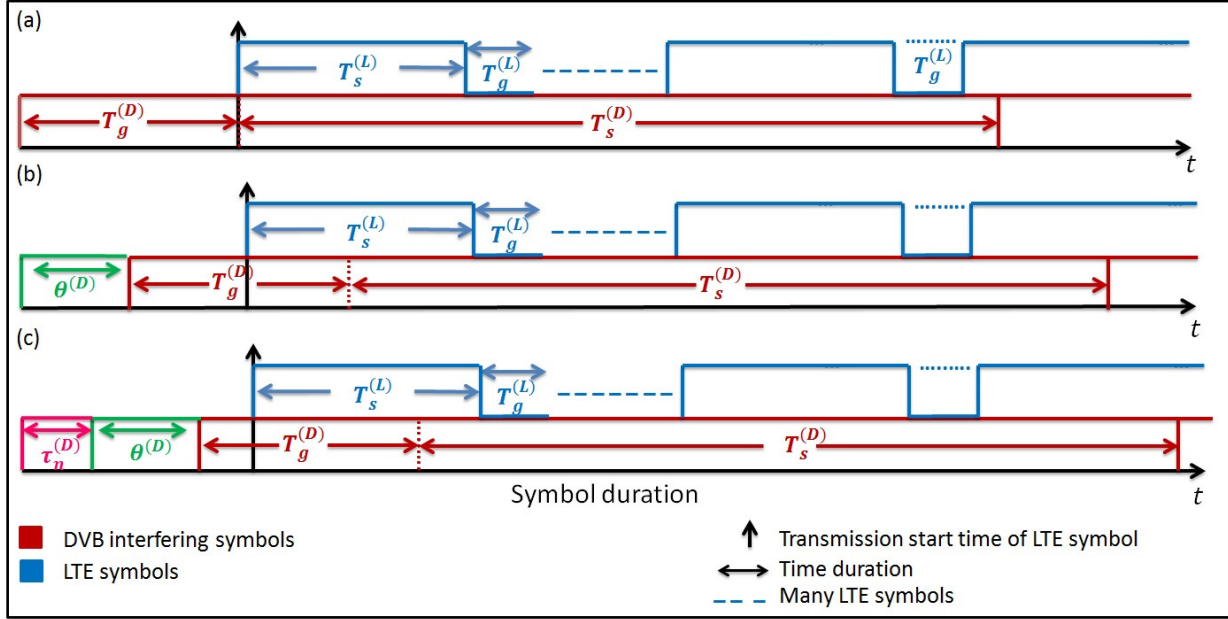 (a)
T_s^(L)
T_g^(L)
T_g^(L)
T_g^(D)
T_s^(D)
t
(b)
T_s^(L)
T_g^(L)
θ^(D)
T_g^(D)
T_s^(D)
t
(c)
T_s^(L)
T_g^(L)
τ_n^(D)
θ^(D)
T_g^(D)
T_s^(D)
Symbol duration
t
DVB interfering symbols
LTE symbols
Transmission start time of LTE symbol
Time duration
Many LTE symbols